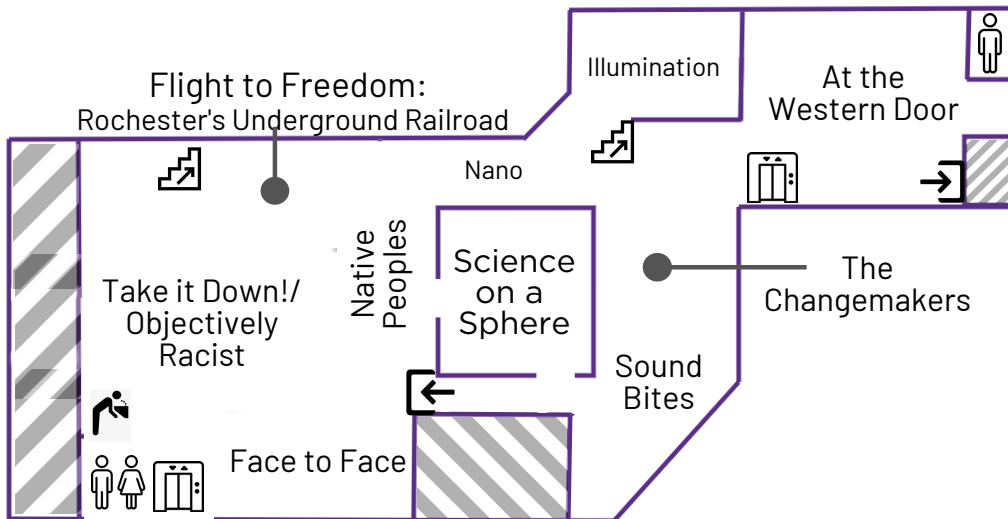 Flight to Freedom:
Rochester's Underground Railroad
Illumination
At the
Western Door
Nano
Native
Peoples
Science
on a
Sphere
The
Changemakers
Take it Down!/
Objectively
Racist
Sound
Bites
Face to Face